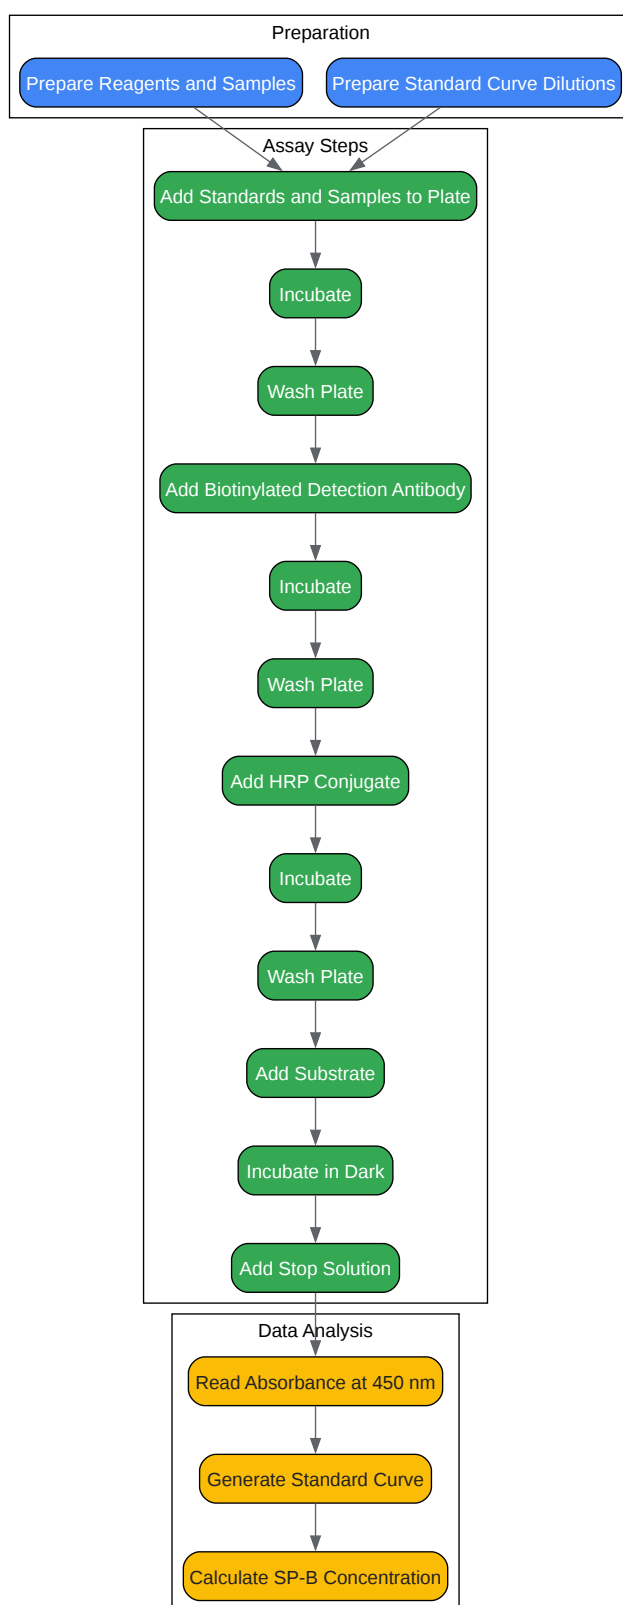 Preparation
Prepare Reagents and Samples
Prepare Standard Curve Dilutions
Assay Steps
Add Standards and Samples to Plate
Incubate
Wash Plate
Add Biotinylated Detection Antibody
Incubate
Wash Plate
Add HRP Conjugate
Incubate
Wash Plate
Add Substrate
Incubate in Dark
Add Stop Solution
Data Analysis
Read Absorbance at 450 nm
Generate Standard Curve
Calculate SP-B Concentration